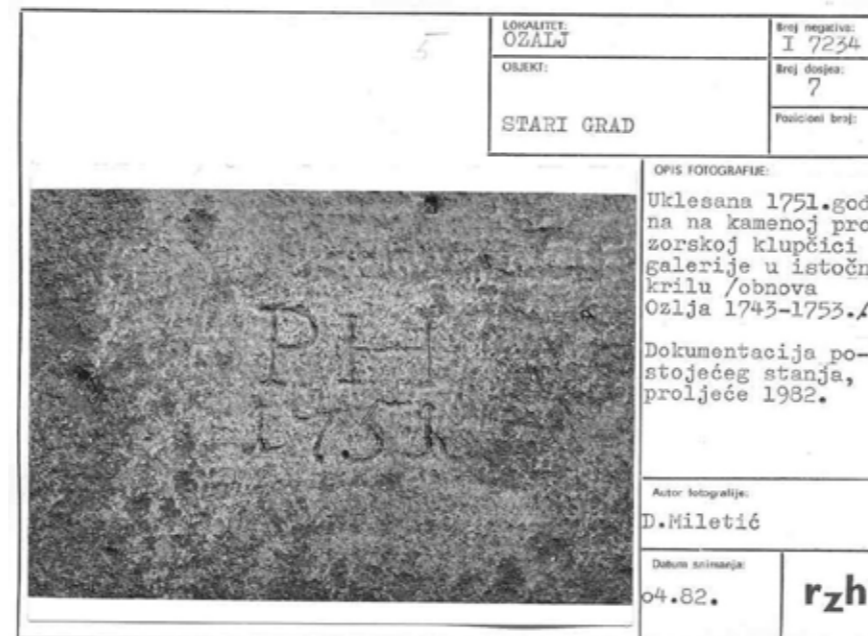 5
LOKALITET:
OZALJ
Broj negativa:
I 7234
OBJEKT:
STARI GRAD
Broj dosjea:
7
Pozicioni broj:
OPIS FOTOGRAFIJE:
Uklesana 1751.god
na na kamenoj pro
zorskoj klupčici
galerije u istočn
krilu /obnova
Ozlja 1743-1753./
Dokumentacija po-
stojećeg stanja,
proljeće 1982.
PH
Autor fotografije:
D.Miletić
Datum snimanja:
o4.82.
rzh